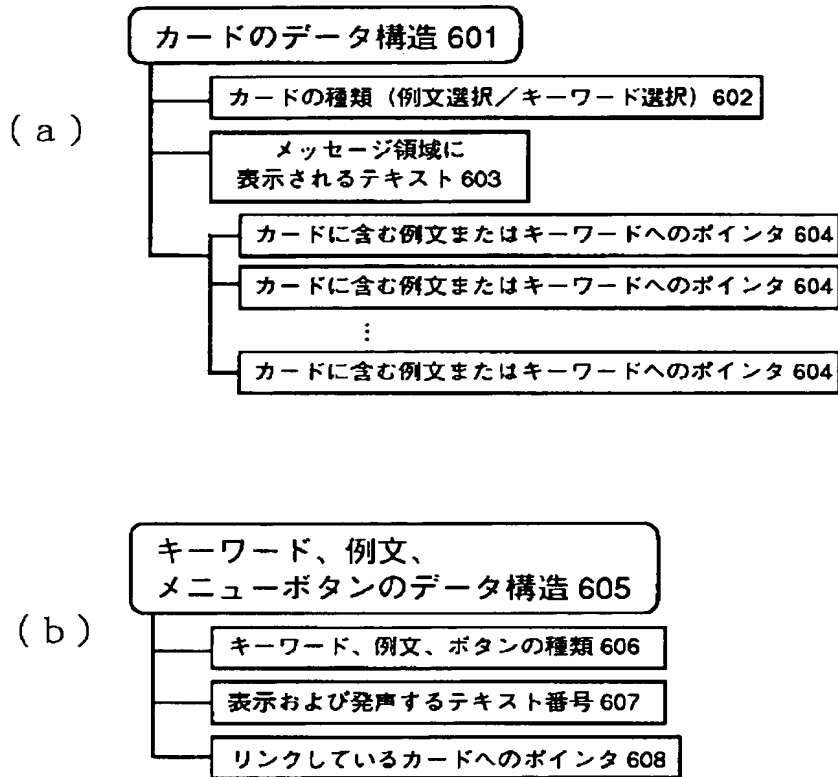 カードのデータ構造 601
(a)
カードの種類（例文選択／キーワード選択）602
メッセージ領域に
表示されるテキスト 603
カードに含む例文またはキーワードへのポインタ 604
カードに含む例文またはキーワードへのポインタ 604
⋮
カードに含む例文またはキーワードへのポインタ 604
キーワード、例文、
メニューボタンのデータ構造 605
(b)
キーワード、例文、ボタンの種類 606
表示および発声するテキスト番号 607
リンクしているカードへのポインタ 608